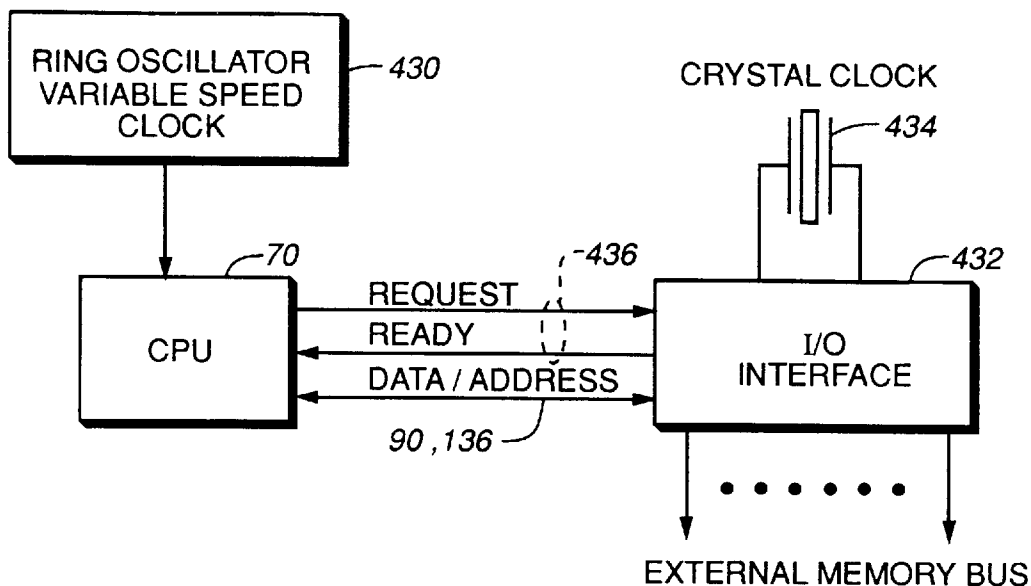 RING OSCILLATOR
VARIABLE SPEED
CLOCK
430
CRYSTAL CLOCK
434
70
CPU
REQUEST
READY
DATA / ADDRESS
436
90 , 136
432
I/O
INTERFACE
EXTERNAL MEMORY BUS